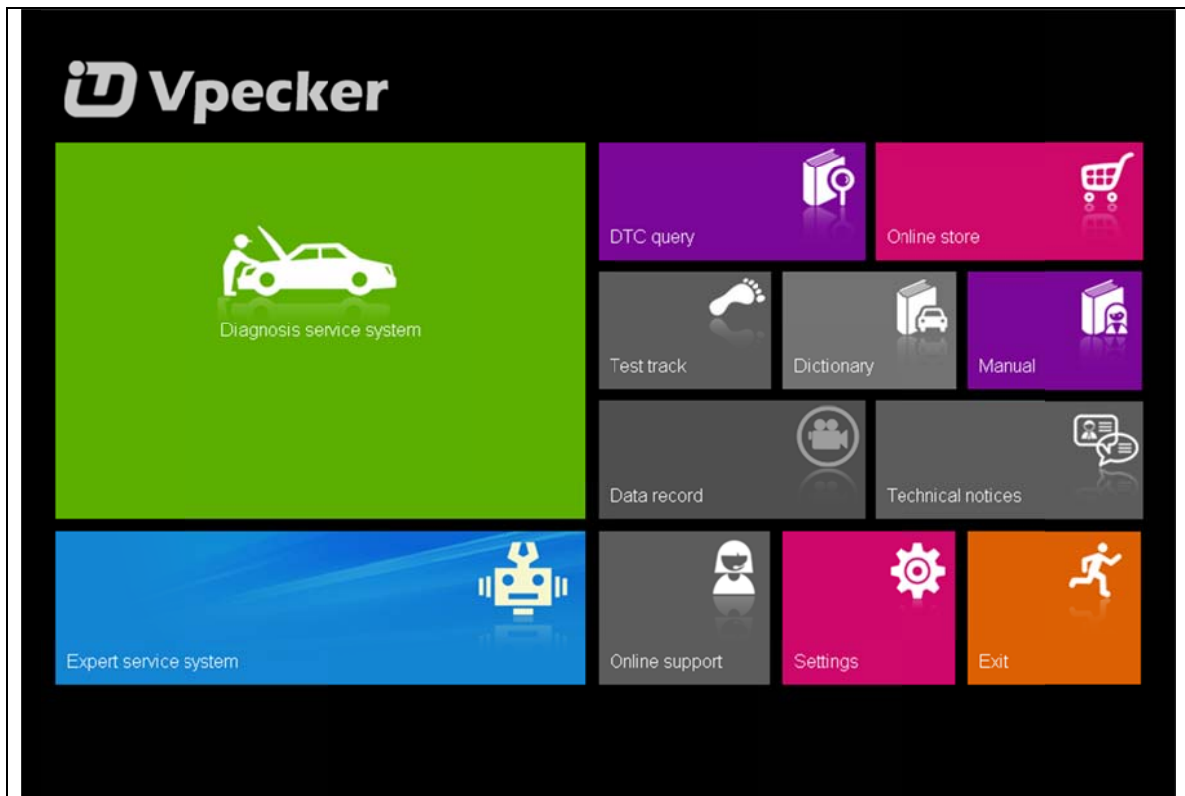 Vpecker
Diagnosis service system
DTC query
Online store
Test track
Dictionary
Manual
Data record
Technical notices
Expert service system
Online support
Settings
Exit